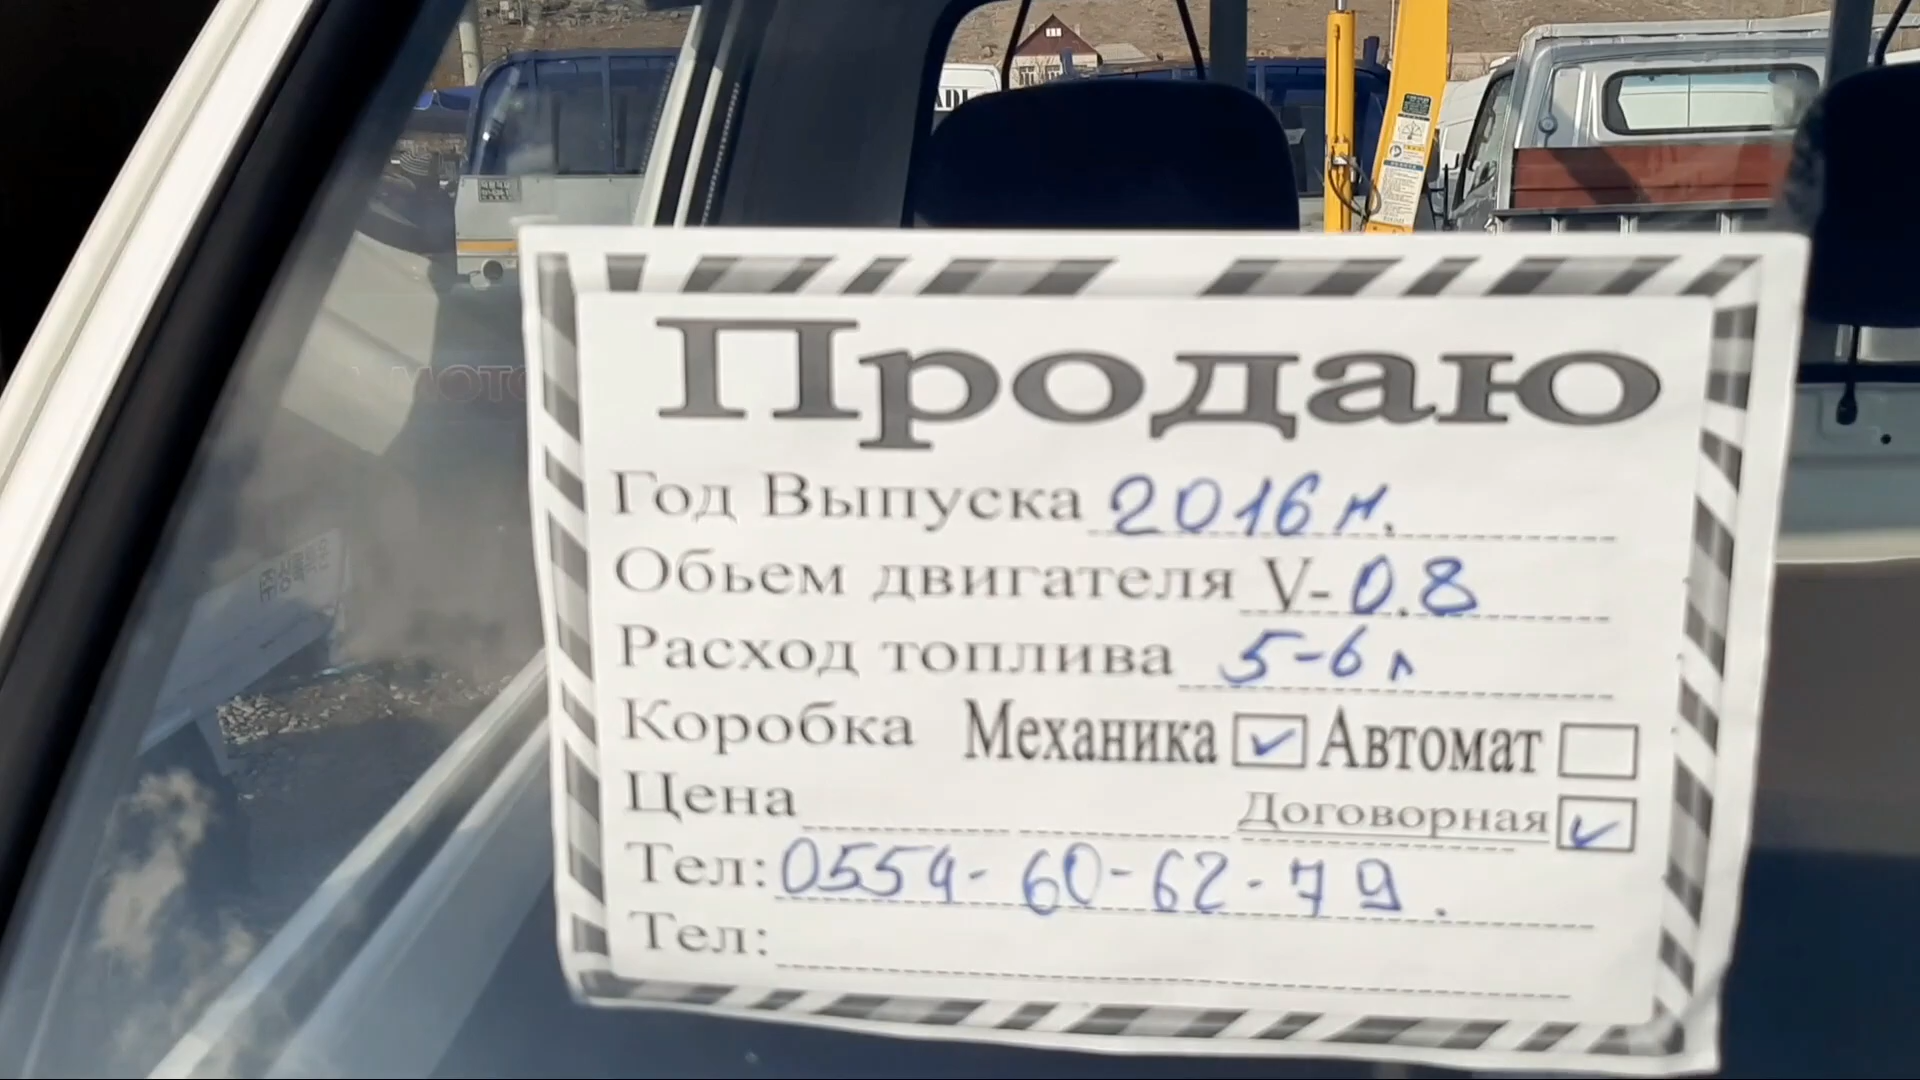 Продаю
Год Выпуска 2016 г.
Обьем двигателя V-0.8
Расход топлива 5-6 л
Коробка Механика ✓ Автомат
Цена Договорная ✓
Тел: 0554-60-62-79.
Тел: